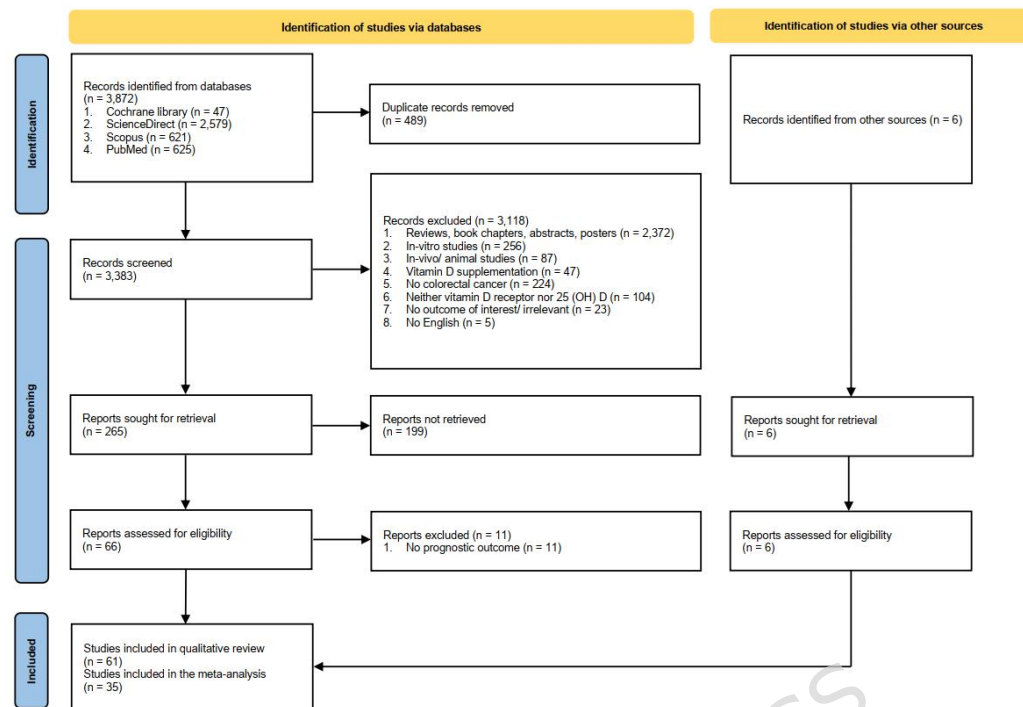 Identification of studies via databases
Identification of studies via other sources
Identification
Records identified from databases
(n = 3,872)
1. Cochrane library (n = 47)
2. ScienceDirect (n = 2,579)
3. Scopus (n = 621)
4. PubMed (n = 625)
Duplicate records removed
(n = 489)
Records identified from other sources (n = 6)
Screening
Records screened
(n = 3,383)
Records excluded (n = 3,118)
1. Reviews, book chapters, abstracts, posters (n = 2,372)
2. In-vitro studies (n = 256)
3. In-vivo/ animal studies (n = 87)
4. Vitamin D supplementation (n = 47)
5. No colorectal cancer (n = 224)
6. Neither vitamin D receptor nor 25 (OH) D (n = 104)
7. No outcome of interest/ irrelevant (n = 23)
8. No English (n = 5)
Reports sought for retrieval
(n = 265)
Reports not retrieved
(n = 199)
Reports sought for retrieval
(n = 6)
Reports assessed for eligibility
(n = 66)
Reports excluded (n = 11)
1. No prognostic outcome (n = 11)
Reports assessed for eligibility
(n = 6)
Included
Studies included in qualitative review
(n = 61)
Studies included in the meta-analysis
(n = 35)